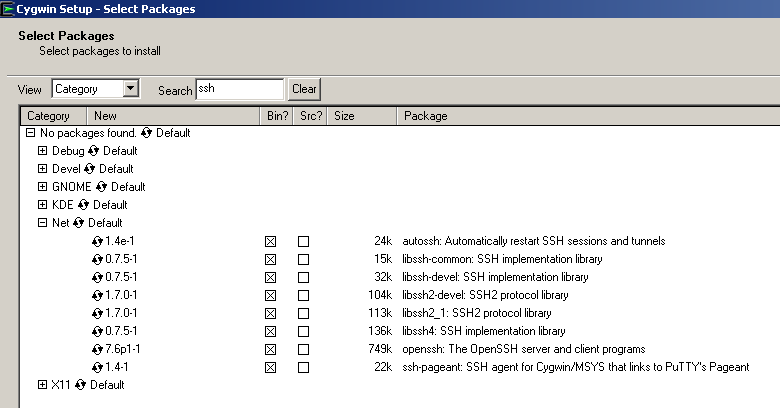 Cygwin Setup - Select Packages
Select Packages
Select packages to install
View Category Search ssh Clear
Category New Bin? Src? Size Package
No packages found. Default
Debug Default
Devel Default
GNOME Default
KDE Default
Net Default
1.4e-1 24k autossh: Automatically restart SSH sessions and tunnels
0.7.5-1 15k libssh-common: SSH implementation library
0.7.5-1 32k libssh-devel: SSH implementation library
1.7.0-1 104k libssh2-devel: SSH2 protocol library
1.7.0-1 113k libssh2_1: SSH2 protocol library
0.7.5-1 136k libssh4: SSH implementation library
7.6p1-1 749k openssh: The OpenSSH server and client programs
1.4-1 22k ssh-pageant: SSH agent for Cygwin/MSYS that links to PuTTY's Pageant
X11 Default